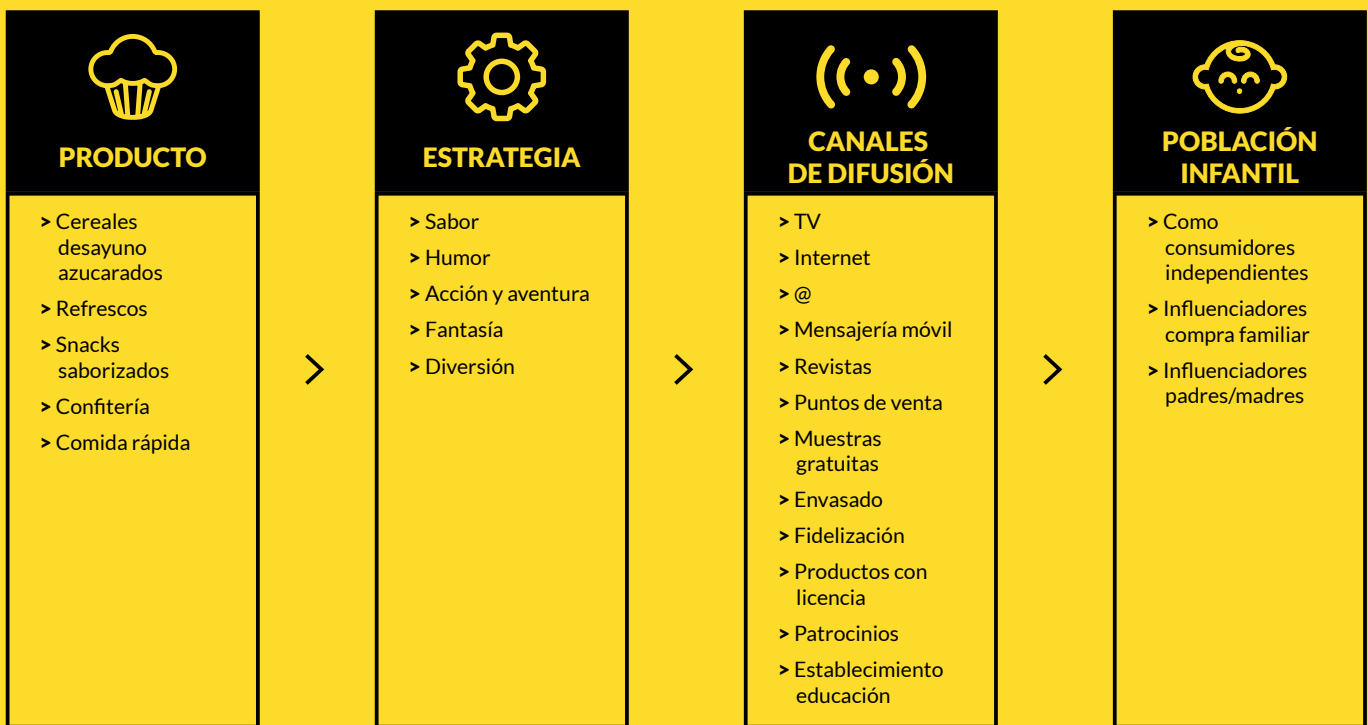 PRODUCTO
> Cereales
desayuno
azucarados
> Refrescos
> Snacks
saborizados
> Confitería
> Comida rápida
>
ESTRATEGIA
> Sabor
> Humor
> Acción y aventura
> Fantasía
> Diversión
>
CANALES
DE DIFUSIÓN
> TV
> Internet
> @
> Mensajería móvil
> Revistas
> Puntos de venta
> Muestras
gratuitas
> Envasado
> Fidelización
> Productos con
licencia
> Patrocinios
> Establecimiento
educación
>
POBLACIÓN
INFANTIL
> Como
consumidores
independientes
> Influenciadores
compra familiar
> Influenciadores
padres/madres